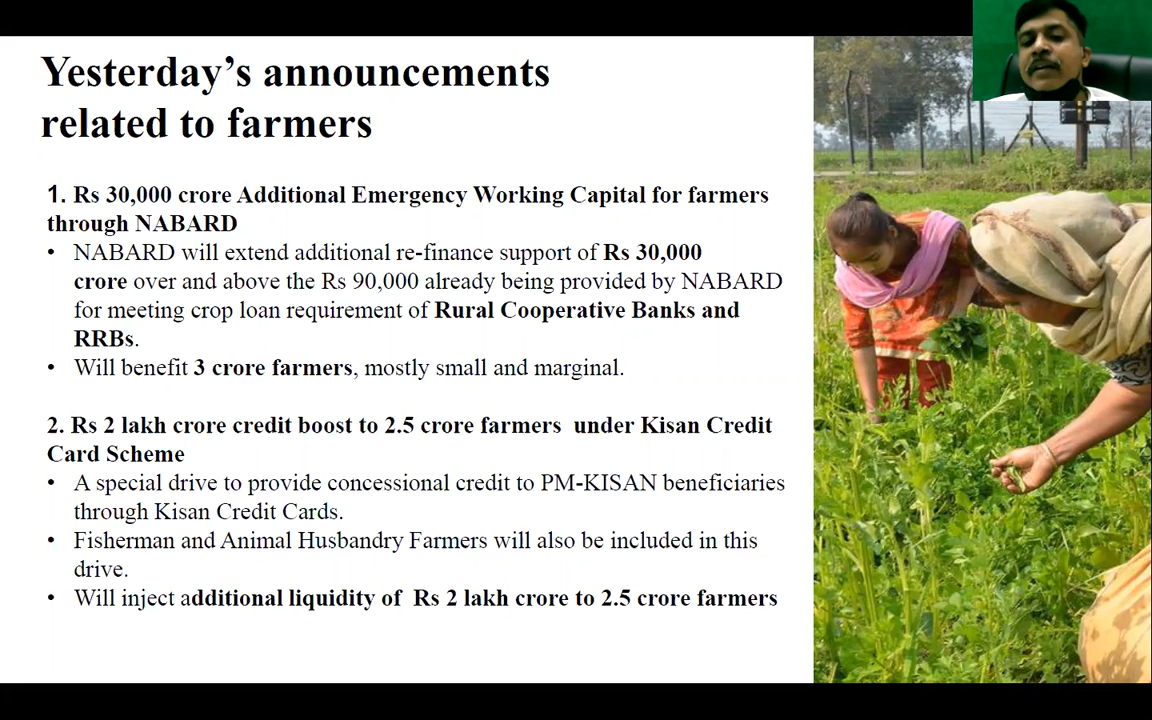 Yesterday’s announcements
related to farmers
1. Rs 30,000 crore Additional Emergency Working Capital for farmers
through NABARD
• NABARD will extend additional re-finance support of Rs 30,000
crore over and above the Rs 90,000 already being provided by NABARD
for meeting crop loan requirement of Rural Cooperative Banks and
RRBs.
• Will benefit 3 crore farmers, mostly small and marginal.
2. Rs 2 lakh crore credit boost to 2.5 crore farmers under Kisan Credit
Card Scheme
• A special drive to provide concessional credit to PM-KISAN beneficiaries
through Kisan Credit Cards.
• Fisherman and Animal Husbandry Farmers will also be included in this
drive.
• Will inject additional liquidity of Rs 2 lakh crore to 2.5 crore farmers